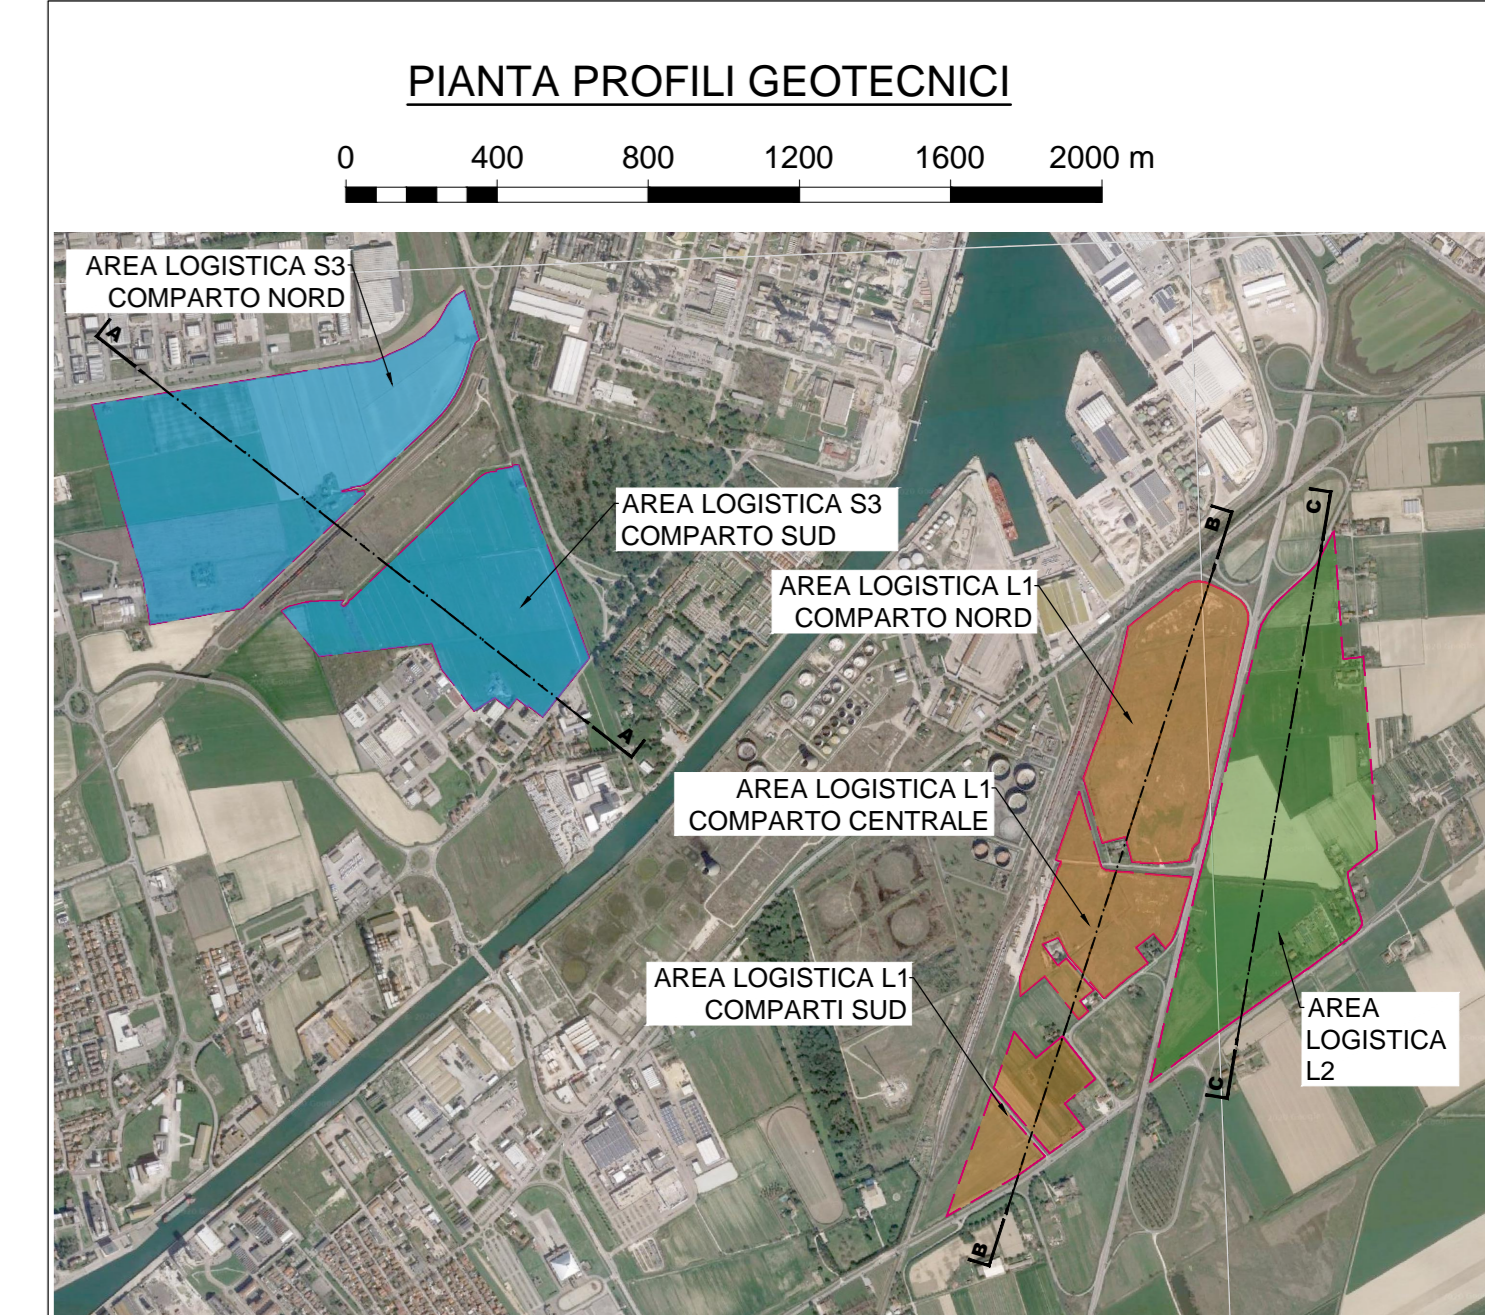 PIANTA PROFILI GEOTECNICI
0 400 800 1200 1600 2000 m
AREA LOGISTICA S3
COMPARTO NORD
A
AREA LOGISTICA S3
COMPARTO SUD
A
AREA LOGISTICA L1
COMPARTO NORD
B
C
AREA LOGISTICA L1
COMPARTO CENTRALE
AREA LOGISTICA L1
COMPARTI SUD
AREA
LOGISTICA
L2
C
B